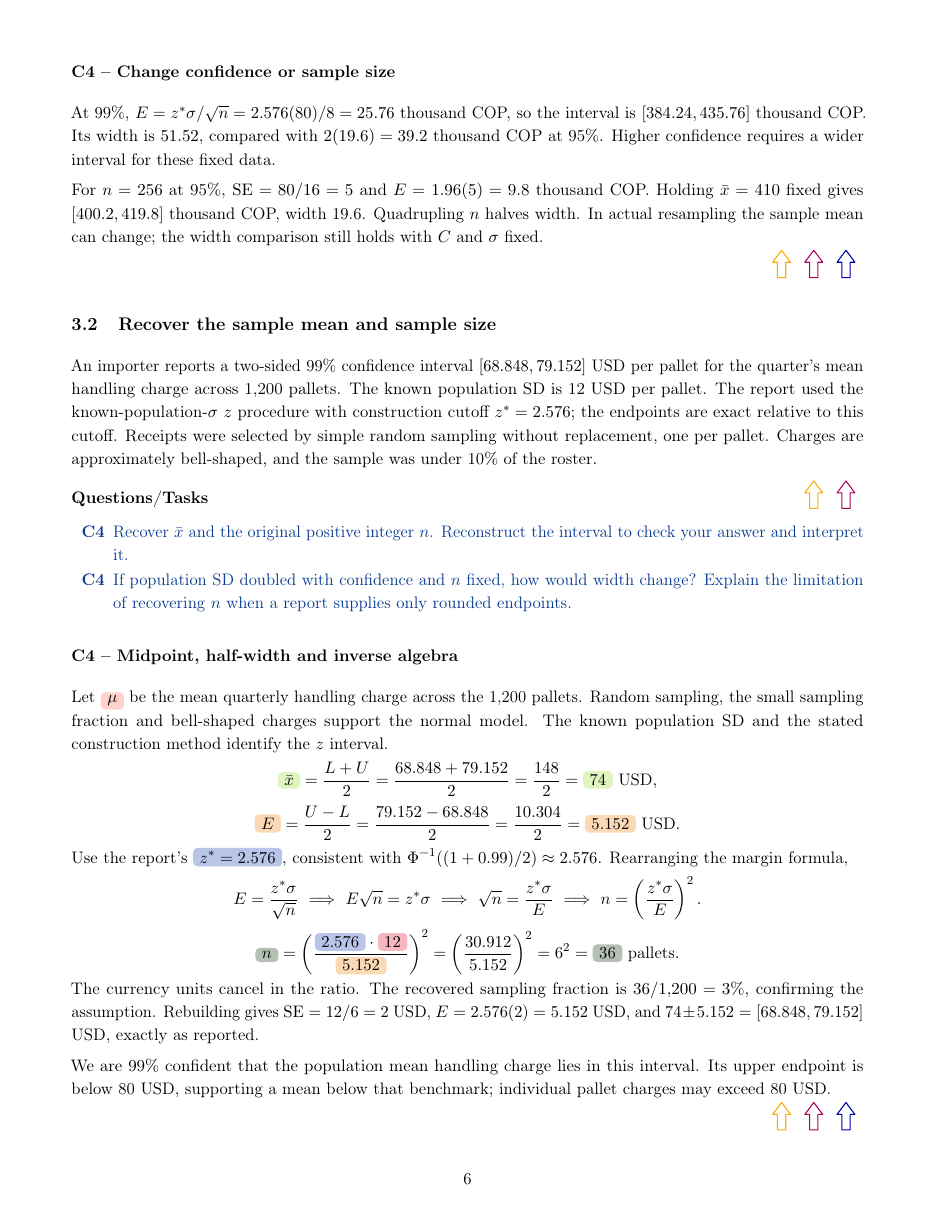 C4 – Change confidence or sample size
At 99%, E = z*σ/√n = 2.576(80)/8 = 25.76 thousand COP, so the interval is [384.24, 435.76] thousand COP.
Its width is 51.52, compared with 2(19.6) = 39.2 thousand COP at 95%. Higher confidence requires a wider
interval for these fixed data.
For n = 256 at 95%, SE = 80/16 = 5 and E = 1.96(5) = 9.8 thousand COP. Holding x̄ = 410 fixed gives
[400.2, 419.8] thousand COP, width 19.6. Quadrupling n halves width. In actual resampling the sample mean
can change; the width comparison still holds with C and σ fixed.
3.2 Recover the sample mean and sample size
An importer reports a two-sided 99% confidence interval [68.848, 79.152] USD per pallet for the quarter's mean
handling charge across 1,200 pallets. The known population SD is 12 USD per pallet. The report used the
known-population-σ z procedure with construction cutoff z* = 2.576; the endpoints are exact relative to this
cutoff. Receipts were selected by simple random sampling without replacement, one per pallet. Charges are
approximately bell-shaped, and the sample was under 10% of the roster.
Questions/Tasks
C4 Recover x̄ and the original positive integer n. Reconstruct the interval to check your answer and interpret
it.
C4 If population SD doubled with confidence and n fixed, how would width change? Explain the limitation
of recovering n when a report supplies only rounded endpoints.
C4 – Midpoint, half-width and inverse algebra
Let μ be the mean quarterly handling charge across the 1,200 pallets. Random sampling, the small sampling
fraction and bell-shaped charges support the normal model. The known population SD and the stated
construction method identify the z interval.
x̄ = (L + U)/2 = (68.848 + 79.152)/2 = 148/2 = 74 USD,
E = (U − L)/2 = (79.152 − 68.848)/2 = 10.304/2 = 5.152 USD.
Use the report's z* = 2.576, consistent with Φ⁻¹((1 + 0.99)/2) ≈ 2.576. Rearranging the margin formula,
E = z*σ/√n ⟹ E√n = z*σ ⟹ √n = z*σ/E ⟹ n = (z*σ/E)².
n = (2.576 · 12/5.152)² = (30.912/5.152)² = 6² = 36 pallets.
The currency units cancel in the ratio. The recovered sampling fraction is 36/1,200 = 3%, confirming the
assumption. Rebuilding gives SE = 12/6 = 2 USD, E = 2.576(2) = 5.152 USD, and 74±5.152 = [68.848, 79.152]
USD, exactly as reported.
We are 99% confident that the population mean handling charge lies in this interval. Its upper endpoint is
below 80 USD, supporting a mean below that benchmark; individual pallet charges may exceed 80 USD.
6